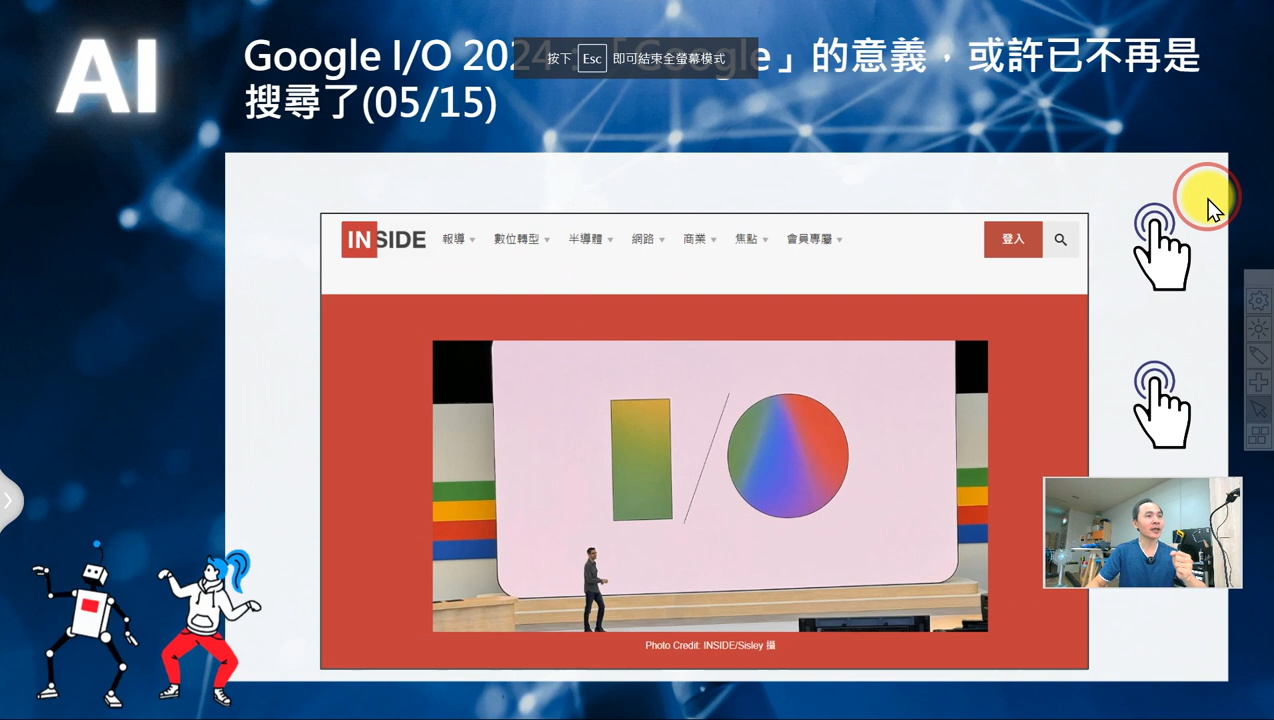 AI
Google I/O 2024：「Google」的意義，或許已不再是
搜尋了(05/15)
按下 Esc 即可結束全螢幕模式
INSIDE 報導 數位轉型 半導體 網路 商業 焦點 會員專屬 登入
I/O
Photo Credit: INSIDE/Sisley 攝